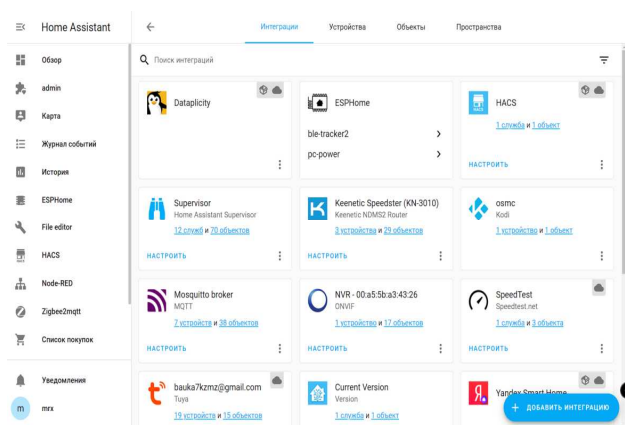 Home Assistant
Интеграции
Устройства
Объекты
Пространства
Обзор
admin
Карта
Журнал событий
История
ESPHome
File editor
HACS
Node-RED
Zigbee2mqtt
Список покупок
Уведомления
m
mrx
Поиск интеграций
Dataplicity
ESPHome
ble-tracker2
pc-power
HACS
HACS
1 служба и 1 объект
НАСТРОИТЬ
Supervisor
Home Assistant Supervisor
12 служб и 70 объектов
НАСТРОИТЬ
Keenetic Speedster (KN-3010)
Keenetic NDMS2 Router
3 устройства и 29 объектов
НАСТРОИТЬ
osmc
Kodi
1 устройство и 1 объект
НАСТРОИТЬ
Mosquitto broker
MQTT
7 устройств и 38 объектов
НАСТРОИТЬ
NVR - 00:a5:5b:a3:43:26
ONVIF
1 устройство и 17 объектов
НАСТРОИТЬ
SpeedTest
Speedtest.net
1 служба и 3 объекта
НАСТРОИТЬ
bauka7kzmz@gmail.com
Tuya
19 устройств и 15 объектов
Current Version
Version
1 служба и 1 объект
Я
Yandex Smart Home
+ ДОБАВИТЬ ИНТЕГРАЦИЮ